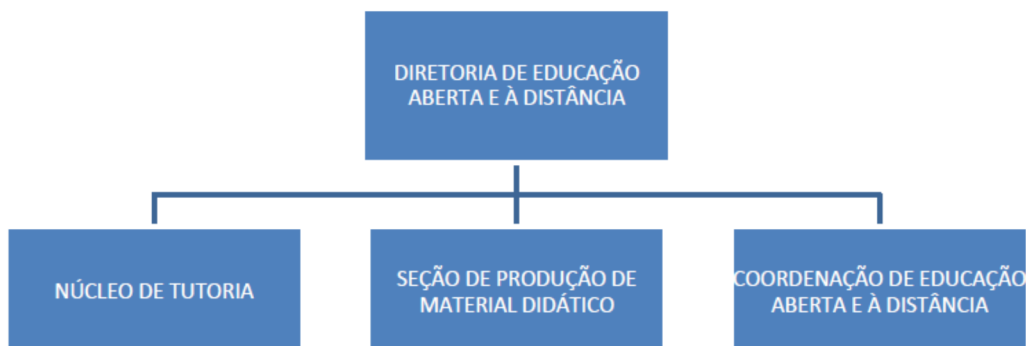 DIRETORIA DE EDUCAÇÃO
ABERTA E À DISTÂNCIA
NÚCLEO DE TUTORIA
SEÇÃO DE PRODUÇÃO DE
MATERIAL DIDÁTICO
COORDENAÇÃO DE EDUCAÇÃO
ABERTA E À DISTÂNCIA